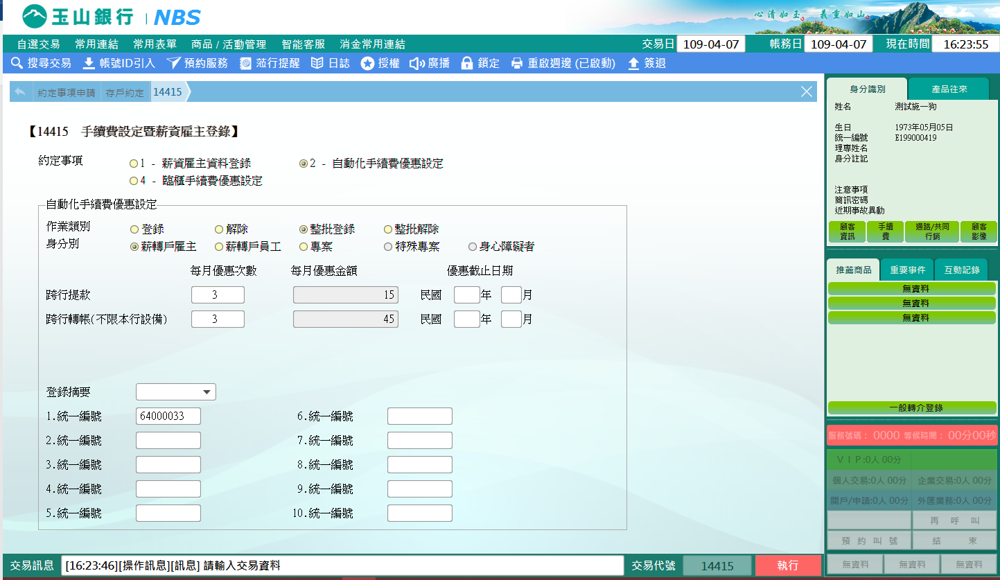 玉山銀行 | NBS
心清如玉。義重如山。
自選交易 常用連結 常用表單 商品 / 活動管理 智能客服 消金常用連結 交易日 109-04-07 帳務日 109-04-07 現在時間 16:23:55
搜尋交易 帳號ID引入 預約服務 蒞行提醒 日誌 授權 廣播 鎖定 重啟週邊 (已啟動) 簽退
約定事項申請 存戶約定 14415
【14415 手續費設定暨薪資雇主登錄】
約定事項
1 - 薪資雇主資料登錄 2 - 自動化手續費優惠設定
4 - 臨櫃手續費優惠設定
自動化手續費優惠設定
作業類別 登錄 解除 整批登錄 整批解除
身分別 薪轉戶雇主 薪轉戶員工 專案 特殊專案 身心障礙者
每月優惠次數 每月優惠金額 優惠截止日期
跨行提款 3 15 民國 年 月
跨行轉帳(不限本行設備) 3 45 民國 年 月
登錄摘要
1.統一編號 64000033 6.統一編號
2.統一編號 7.統一編號
3.統一編號 8.統一編號
4.統一編號 9.統一編號
5.統一編號 10.統一編號
交易訊息 [16:23:46][操作訊息][訊息] 請輸入交易資料 交易代號 14415 執行
身分識別 產品往來
姓名 測試施一狗
生日 1973年05月05日
統一編號 E199000419
理專姓名
身分註記
注意事項
簡訊密碼
近期事故異動
顧客資訊 手續費 通路/共同行銷 顧客影像
推薦商品 重要事件 互動記錄
無資料
無資料
無資料
一般轉介登錄
服務號碼： 0000 等候時間： 00分00秒
V I P:0人 00分
個人交易:0人 00分 企業交易:0人 00分
開戶/申請:0人 00分 外匯業務:0人 00分
再 呼 叫
預 約 叫 號 結 束
無資料 無資料 無資料